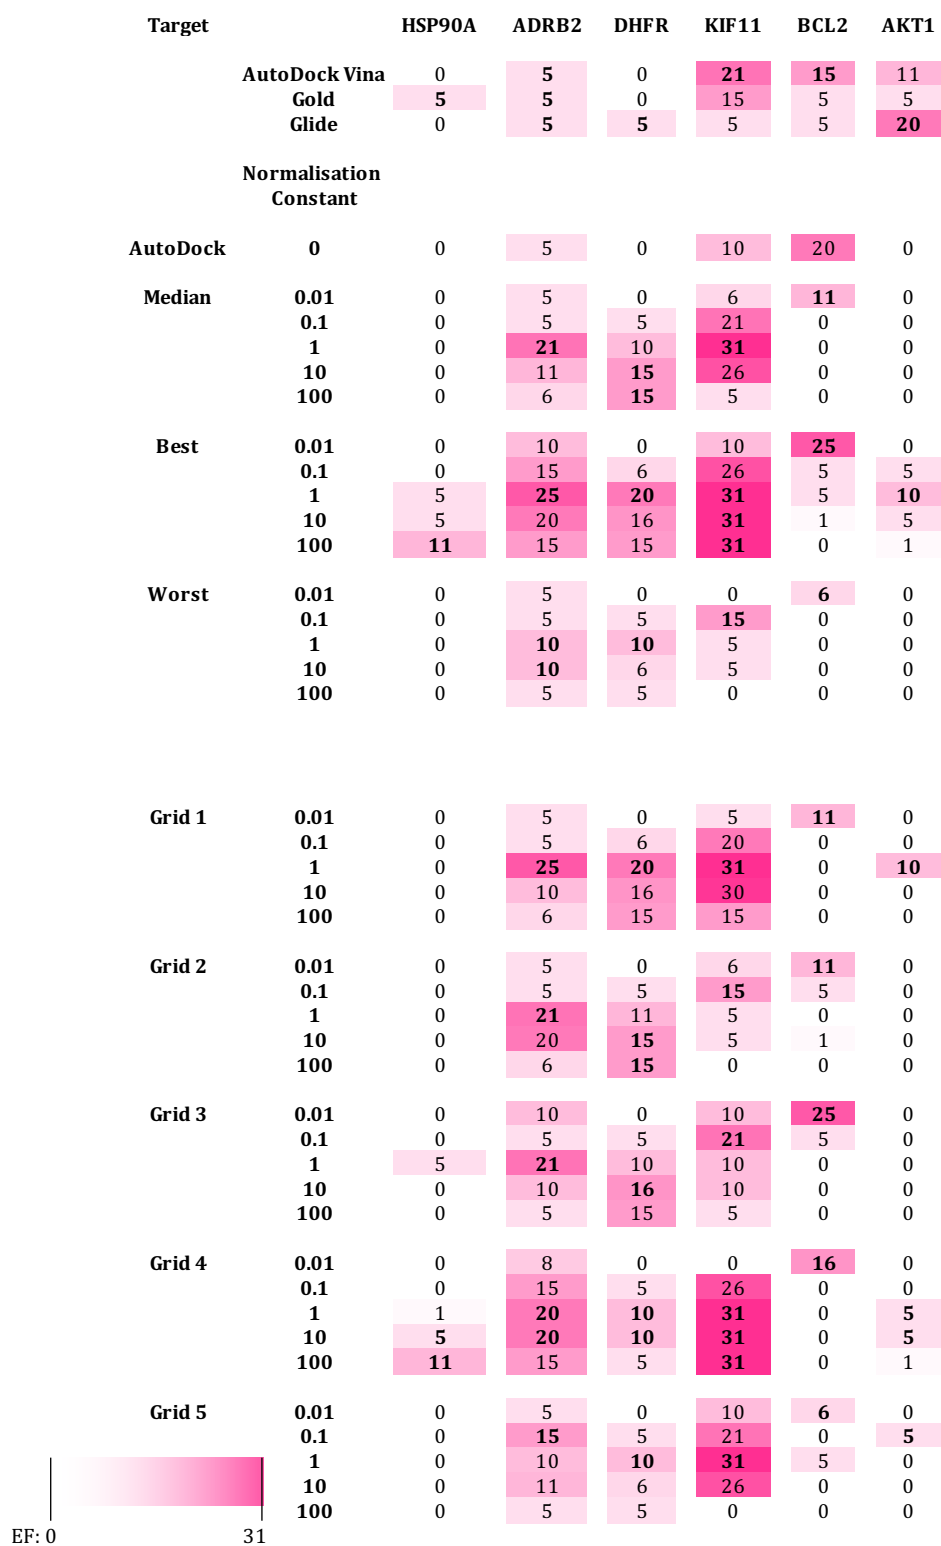 Target HSP90A ADRB2 DHFR KIF11 BCL2 AKT1
AutoDock Vina 0 5 0 21 15 11
Gold 5 5 0 15 5 5
Glide 0 5 5 5 5 20
Normalisation
Constant
AutoDock 0 0 5 0 10 20 0
Median 0.01 0 5 0 6 11 0
0.1 0 5 5 21 0 0
1 0 21 10 31 0 0
10 0 11 15 26 0 0
100 0 6 15 5 0 0
Best 0.01 0 10 0 10 25 0
0.1 0 15 6 26 5 5
1 5 25 20 31 5 10
10 5 20 16 31 1 5
100 11 15 15 31 0 1
Worst 0.01 0 5 0 0 6 0
0.1 0 5 5 15 0 0
1 0 10 10 5 0 0
10 0 10 6 5 0 0
100 0 5 5 0 0 0
Grid 1 0.01 0 5 0 5 11 0
0.1 0 5 6 20 0 0
1 0 25 20 31 0 10
10 0 10 16 30 0 0
100 0 6 15 15 0 0
Grid 2 0.01 0 5 0 6 11 0
0.1 0 5 5 15 5 0
1 0 21 11 5 0 0
10 0 20 15 5 1 0
100 0 6 15 0 0 0
Grid 3 0.01 0 10 0 10 25 0
0.1 0 5 5 21 5 0
1 5 21 10 10 0 0
10 0 10 16 10 0 0
100 0 5 15 5 0 0
Grid 4 0.01 0 8 0 0 16 0
0.1 0 15 5 26 0 0
1 1 20 10 31 0 5
10 5 20 10 31 0 5
100 11 15 5 31 0 1
Grid 5 0.01 0 5 0 10 6 0
0.1 0 15 5 21 0 5
1 0 10 10 31 5 0
10 0 11 6 26 0 0
100 0 5 5 0 0 0
EF: 0 31